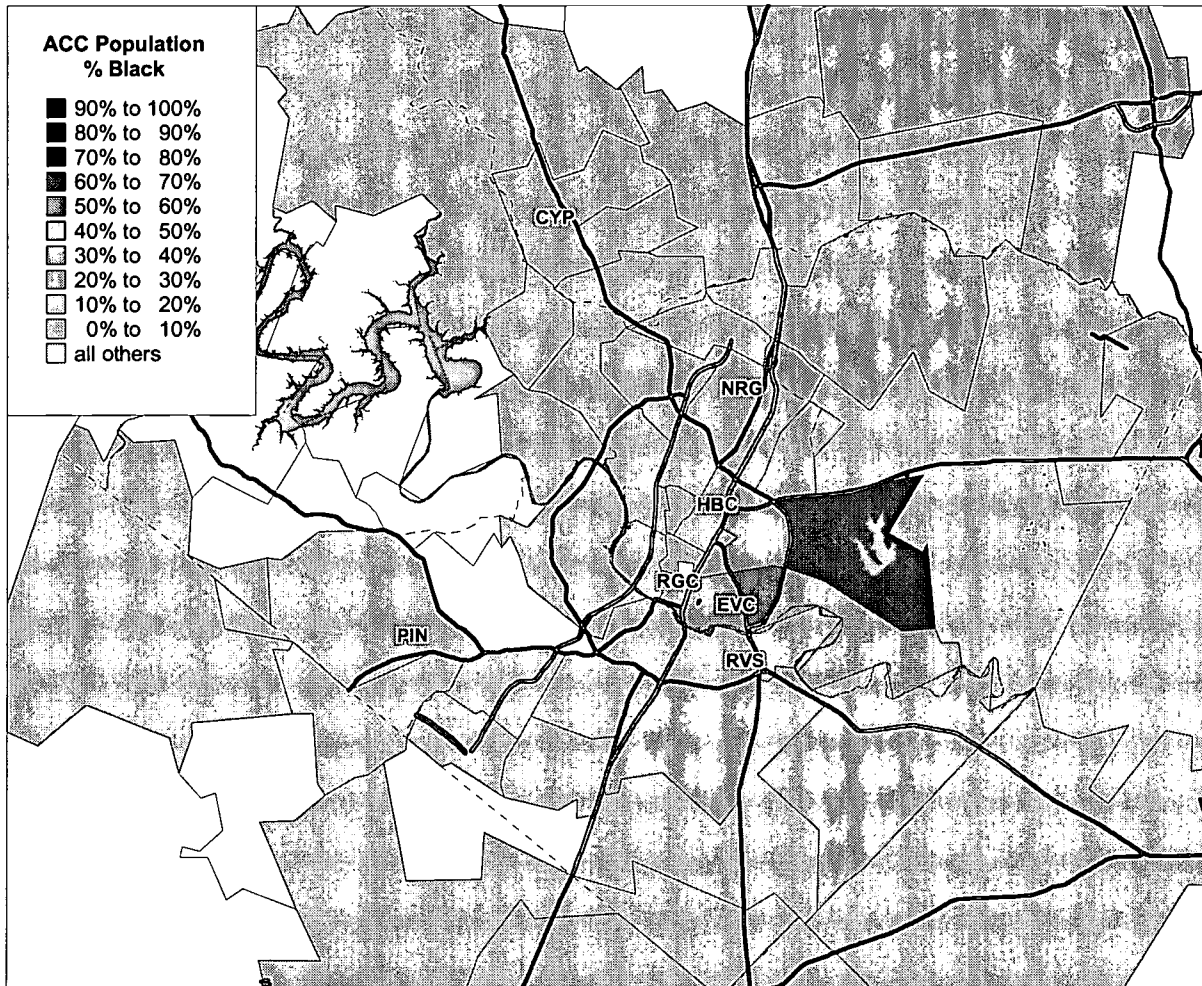 ACC Population
% Black
90% to 100%
80% to 90%
70% to 80%
60% to 70%
50% to 60%
40% to 50%
30% to 40%
20% to 30%
10% to 20%
0% to 10%
all others
CYP
NRG
HBC
RGC
EVC
PIN
RVS